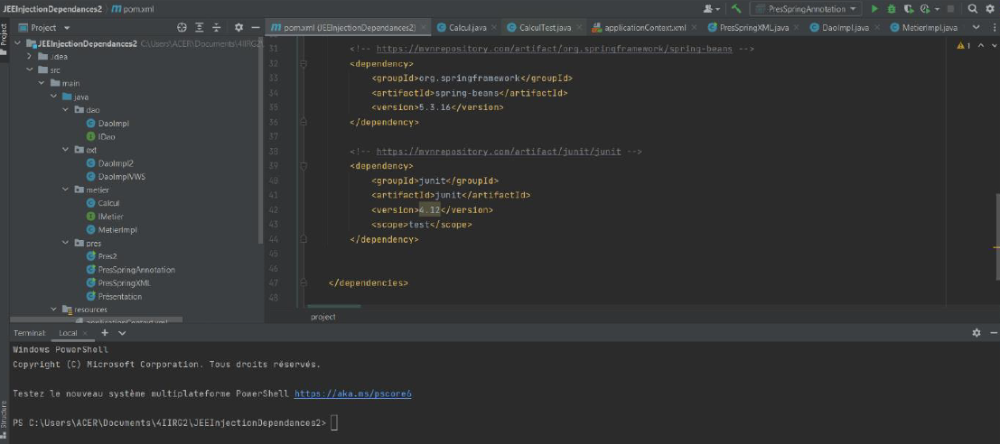 JEEInjectionDependances2 pom.xml
PresSpringAnnotation
Project
Project
pom.xml (JEEInjectionDependances2)
Calcul.java
CalculTest.java
applicationContext.xml
PresSpringXML.java
DaoImpl.java
MetierImpl.java
JEEInjectionDependances2 C:\Users\ACER\Documents\4IIRG2\JEEInjectionDependances2
.idea
src
main
java
dao
DaoImpl
IDao
ext
DaoImpl2
DaoImplVWS
metier
Calcul
IMetier
MetierImpl
pres
Pres2
PresSpringAnnotation
PresSpringXML
Présentation
resources
applicationContext.xml
1
31 <!-- https://mvnrepository.com/artifact/org.springframework/spring-beans -->
32 <dependency>
33 <groupId>org.springframework</groupId>
34 <artifactId>spring-beans</artifactId>
35 <version>5.3.16</version>
36 </dependency>
37
38 <!-- https://mvnrepository.com/artifact/junit/junit -->
39 <dependency>
40 <groupId>junit</groupId>
41 <artifactId>junit</artifactId>
42 <version>4.12</version>
43 <scope>test</scope>
44 </dependency>
45
46
47 </dependencies>
48
project
Terminal: Local
Windows PowerShell
Copyright (C) Microsoft Corporation. Tous droits réservés.
Testez le nouveau système multiplateforme PowerShell https://aka.ms/pscore6
PS C:\Users\ACER\Documents\4IIRG2\JEEInjectionDependances2>
Structure